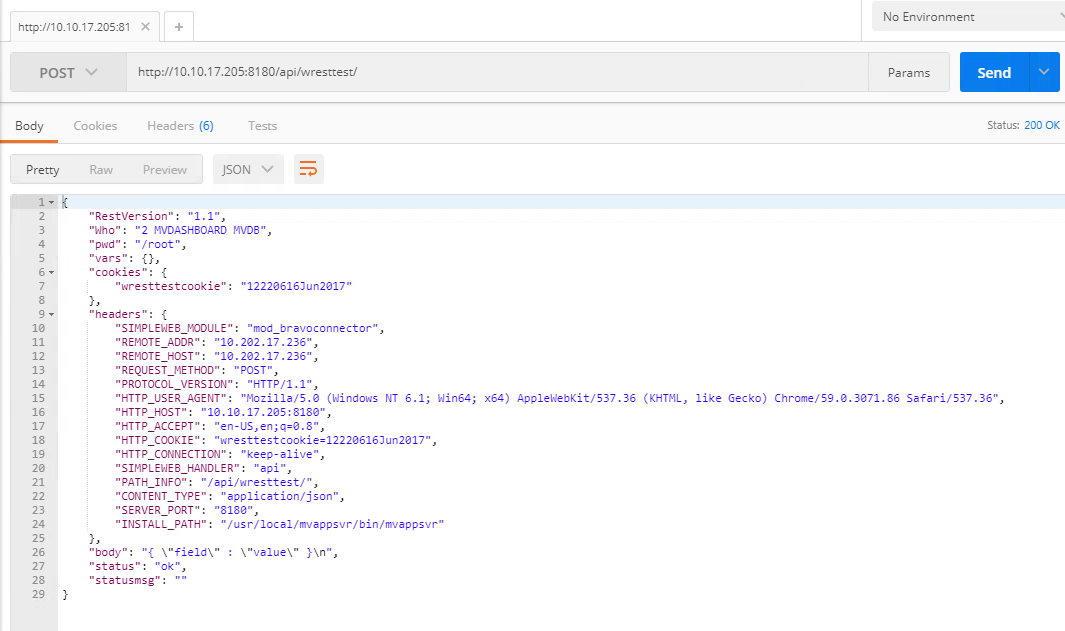 http://10.10.17.205:81 × +
No Environment
POST http://10.10.17.205:8180/api/wresttest/ Params Send
Body Cookies Headers (6) Tests Status: 200 OK
Pretty Raw Preview JSON
1 {
2 "RestVersion": "1.1",
3 "Who": "2 MVDASHBOARD MVDB",
4 "pwd": "/root",
5 "vars": {},
6 "cookies": {
7 "wresttestcookie": "12220616Jun2017"
8 },
9 "headers": {
10 "SIMPLEWEB_MODULE": "mod_bravoconnector",
11 "REMOTE_ADDR": "10.202.17.236",
12 "REMOTE_HOST": "10.202.17.236",
13 "REQUEST_METHOD": "POST",
14 "PROTOCOL_VERSION": "HTTP/1.1",
15 "HTTP_USER_AGENT": "Mozilla/5.0 (Windows NT 6.1; Win64; x64) AppleWebKit/537.36 (KHTML, like Gecko) Chrome/59.0.3071.86 Safari/537.36",
16 "HTTP_HOST": "10.10.17.205:8180",
17 "HTTP_ACCEPT": "en-US,en;q=0.8",
18 "HTTP_COOKIE": "wresttestcookie=12220616Jun2017",
19 "HTTP_CONNECTION": "keep-alive",
20 "SIMPLEWEB_HANDLER": "api",
21 "PATH_INFO": "/api/wresttest/",
22 "CONTENT_TYPE": "application/json",
23 "SERVER_PORT": "8180",
24 "INSTALL_PATH": "/usr/local/mvappsvr/bin/mvappsvr"
25 },
26 "body": "{ \"field\" : \"value\" }\n",
27 "status": "ok",
28 "statusmsg": ""
29 }